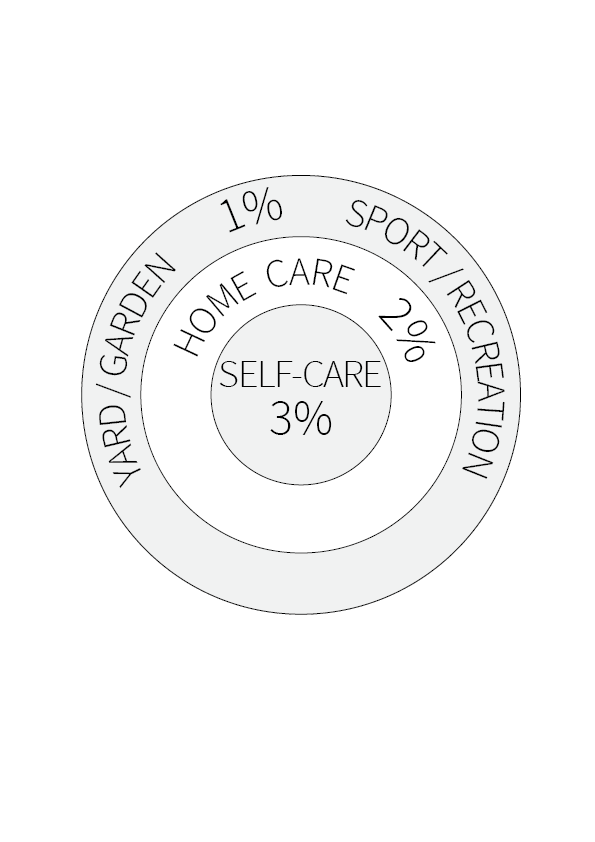 YARD / GARDEN 1% SPORT / RECREATION
HOME CARE 2%
SELF-CARE
3%